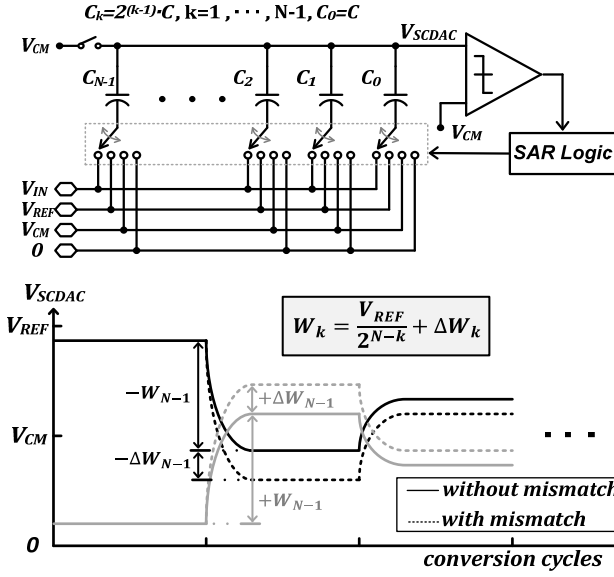 C_k=2^(k-1)·C, k=1, ···, N-1, C_0=C
V_CM
V_SCDAC
C_N-1
C_2
C_1
C_0
V_CM
SAR Logic
V_IN
V_REF
V_CM
0
V_SCDAC
V_REF
W_k = V_REF / 2^(N-k) + ΔW_k
−W_N−1
+ΔW_N−1
V_CM
−ΔW_N−1
+W_N−1
without mismatch
with mismatch
0
conversion cycles